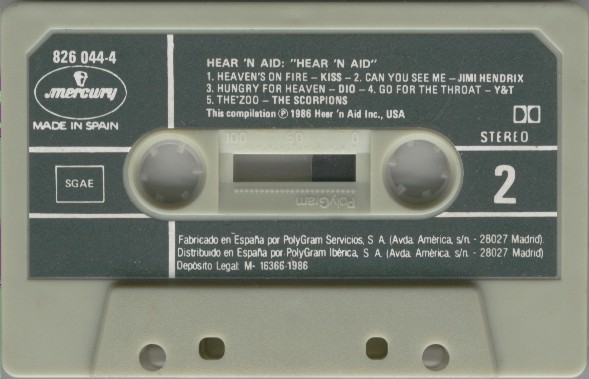 826 044-4
mercury
MADE IN SPAIN
SGAE
HEAR 'N AID: "HEAR 'N AID"
1. HEAVEN'S ON FIRE – KISS - 2. CAN YOU SEE ME – JIMI HENDRIX
3. HUNGRY FOR HEAVEN – DIO - 4. GO FOR THE THROAT – Y&T
5. THE'ZOO – THE SCORPIONS
This compilation ℗ 1986 Hear 'n Aid Inc., USA
STEREO
100 50 0
PolyGram
2
Fabricado en España por PolyGram Servicios, S. A. (Avda. América, s/n. - 28027 Madrid).
Distribuido en España por PolyGram Ibérica, S. A. (Avda. América, s/n. - 28027 Madrid)
Depósito Legal: M- 16366-1986